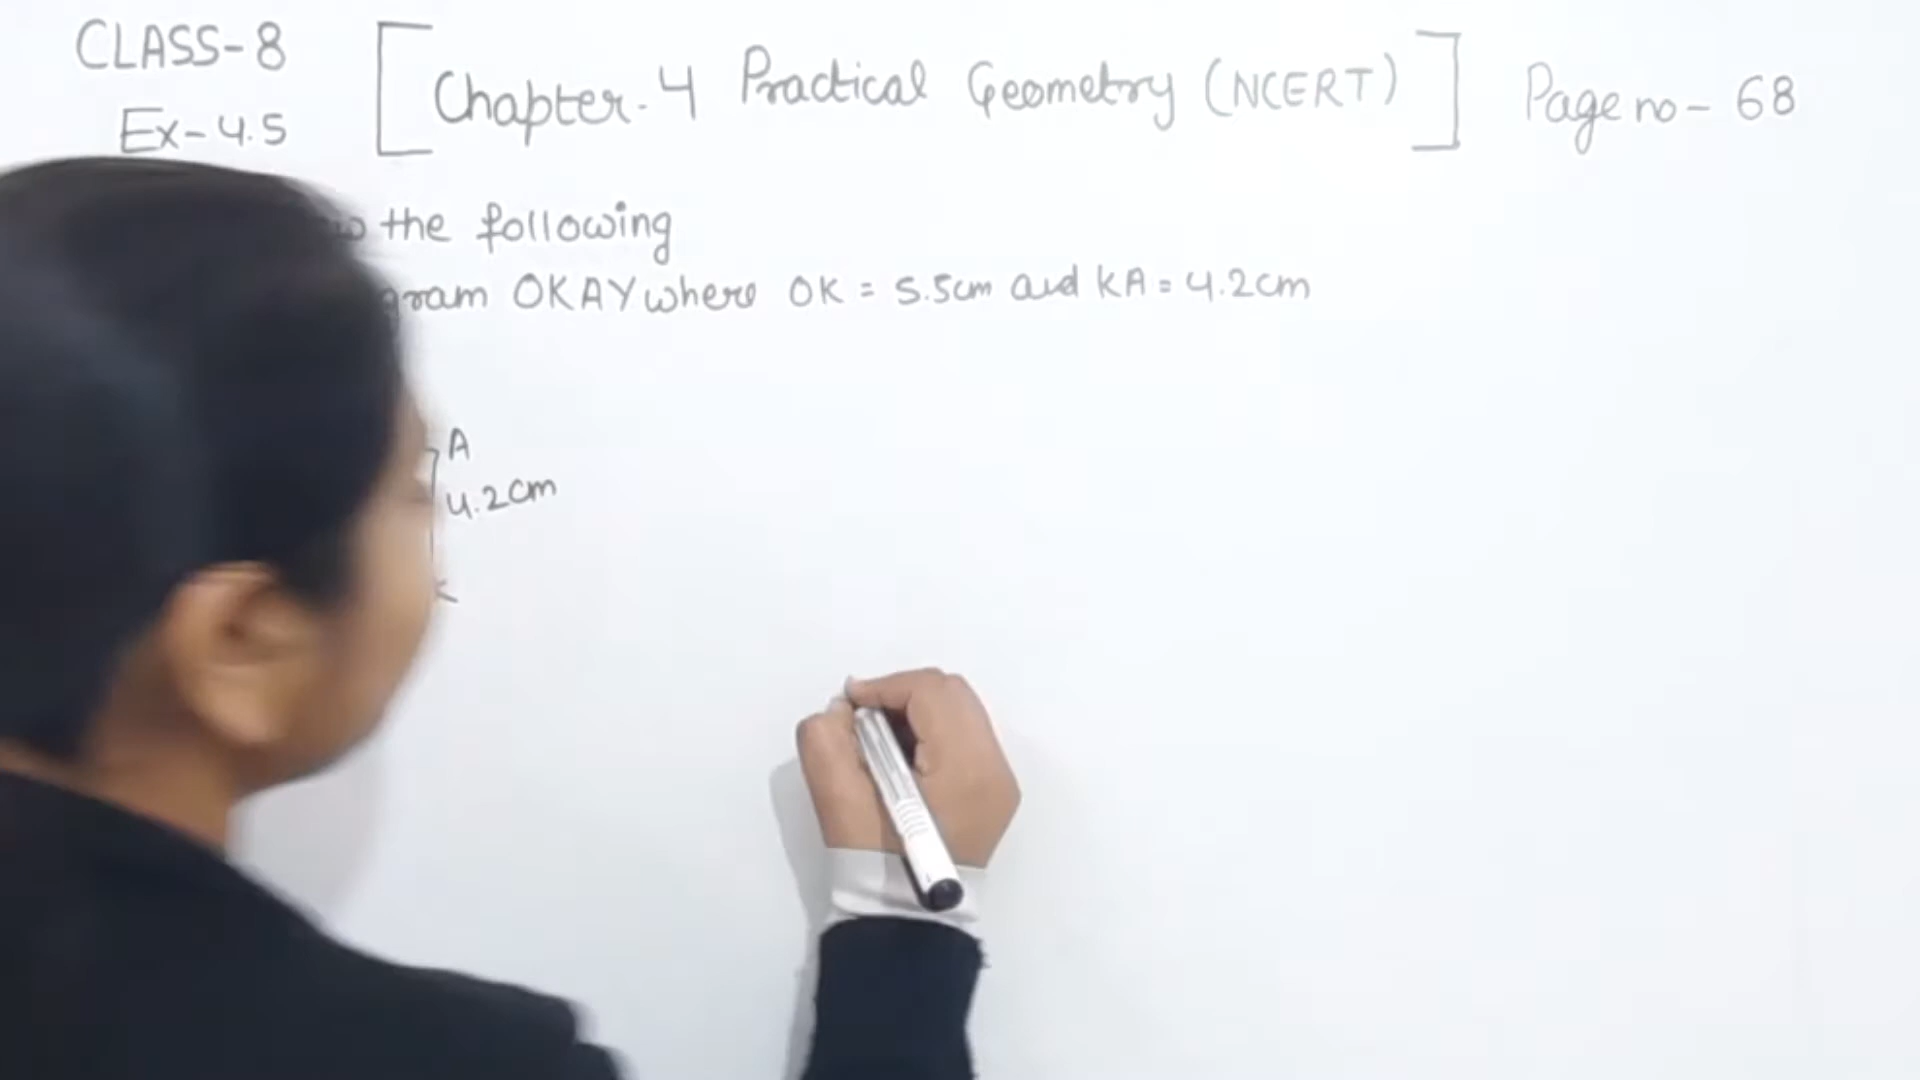 CLASS-8
Ex-4.5
[Chapter.4 Practical Geometry (NCERT)]
Page no - 68
the following
gram OKAY where OK = 5.5cm and KA = 4.2cm
A
4.2cm